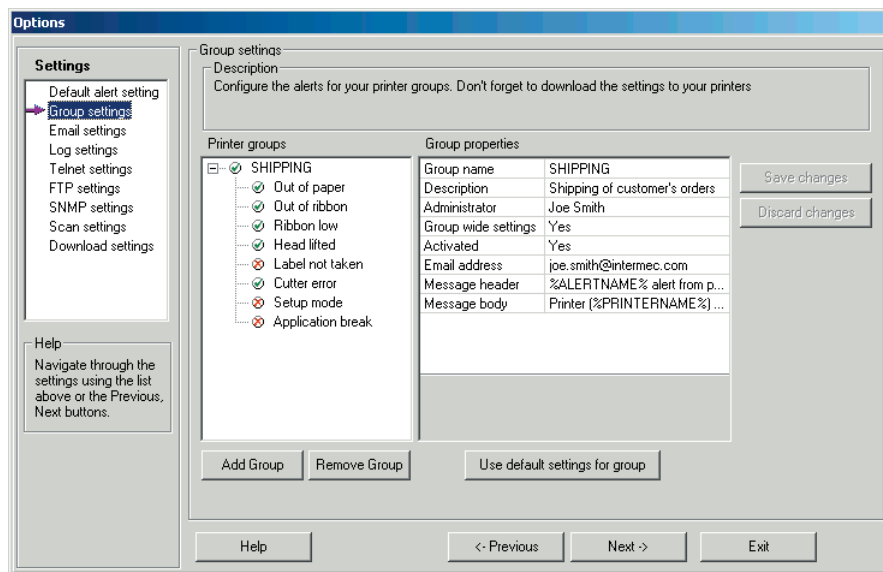 Options
Settings
Default alert setting
Group settings
Email settings
Log settings
Telnet settings
FTP settings
SNMP settings
Scan settings
Download settings
Help
Navigate through the
settings using the list
above or the Previous,
Next buttons.
Group settings
Description
Configure the alerts for your printer groups. Don't forget to download the settings to your printers
Printer groups
SHIPPING
Out of paper
Out of ribbon
Ribbon low
Head lifted
Label not taken
Cutter error
Setup mode
Application break
Group properties
Group name SHIPPING
Description Shipping of customer's orders
Administrator Joe Smith
Group wide settings Yes
Activated Yes
Email address joe.smith@intermec.com
Message header %ALERTNAME% alert from p...
Message body Printer (%PRINTERNAME%) ...
Save changes
Discard changes
Add Group
Remove Group
Use default settings for group
Help
<- Previous
Next ->
Exit